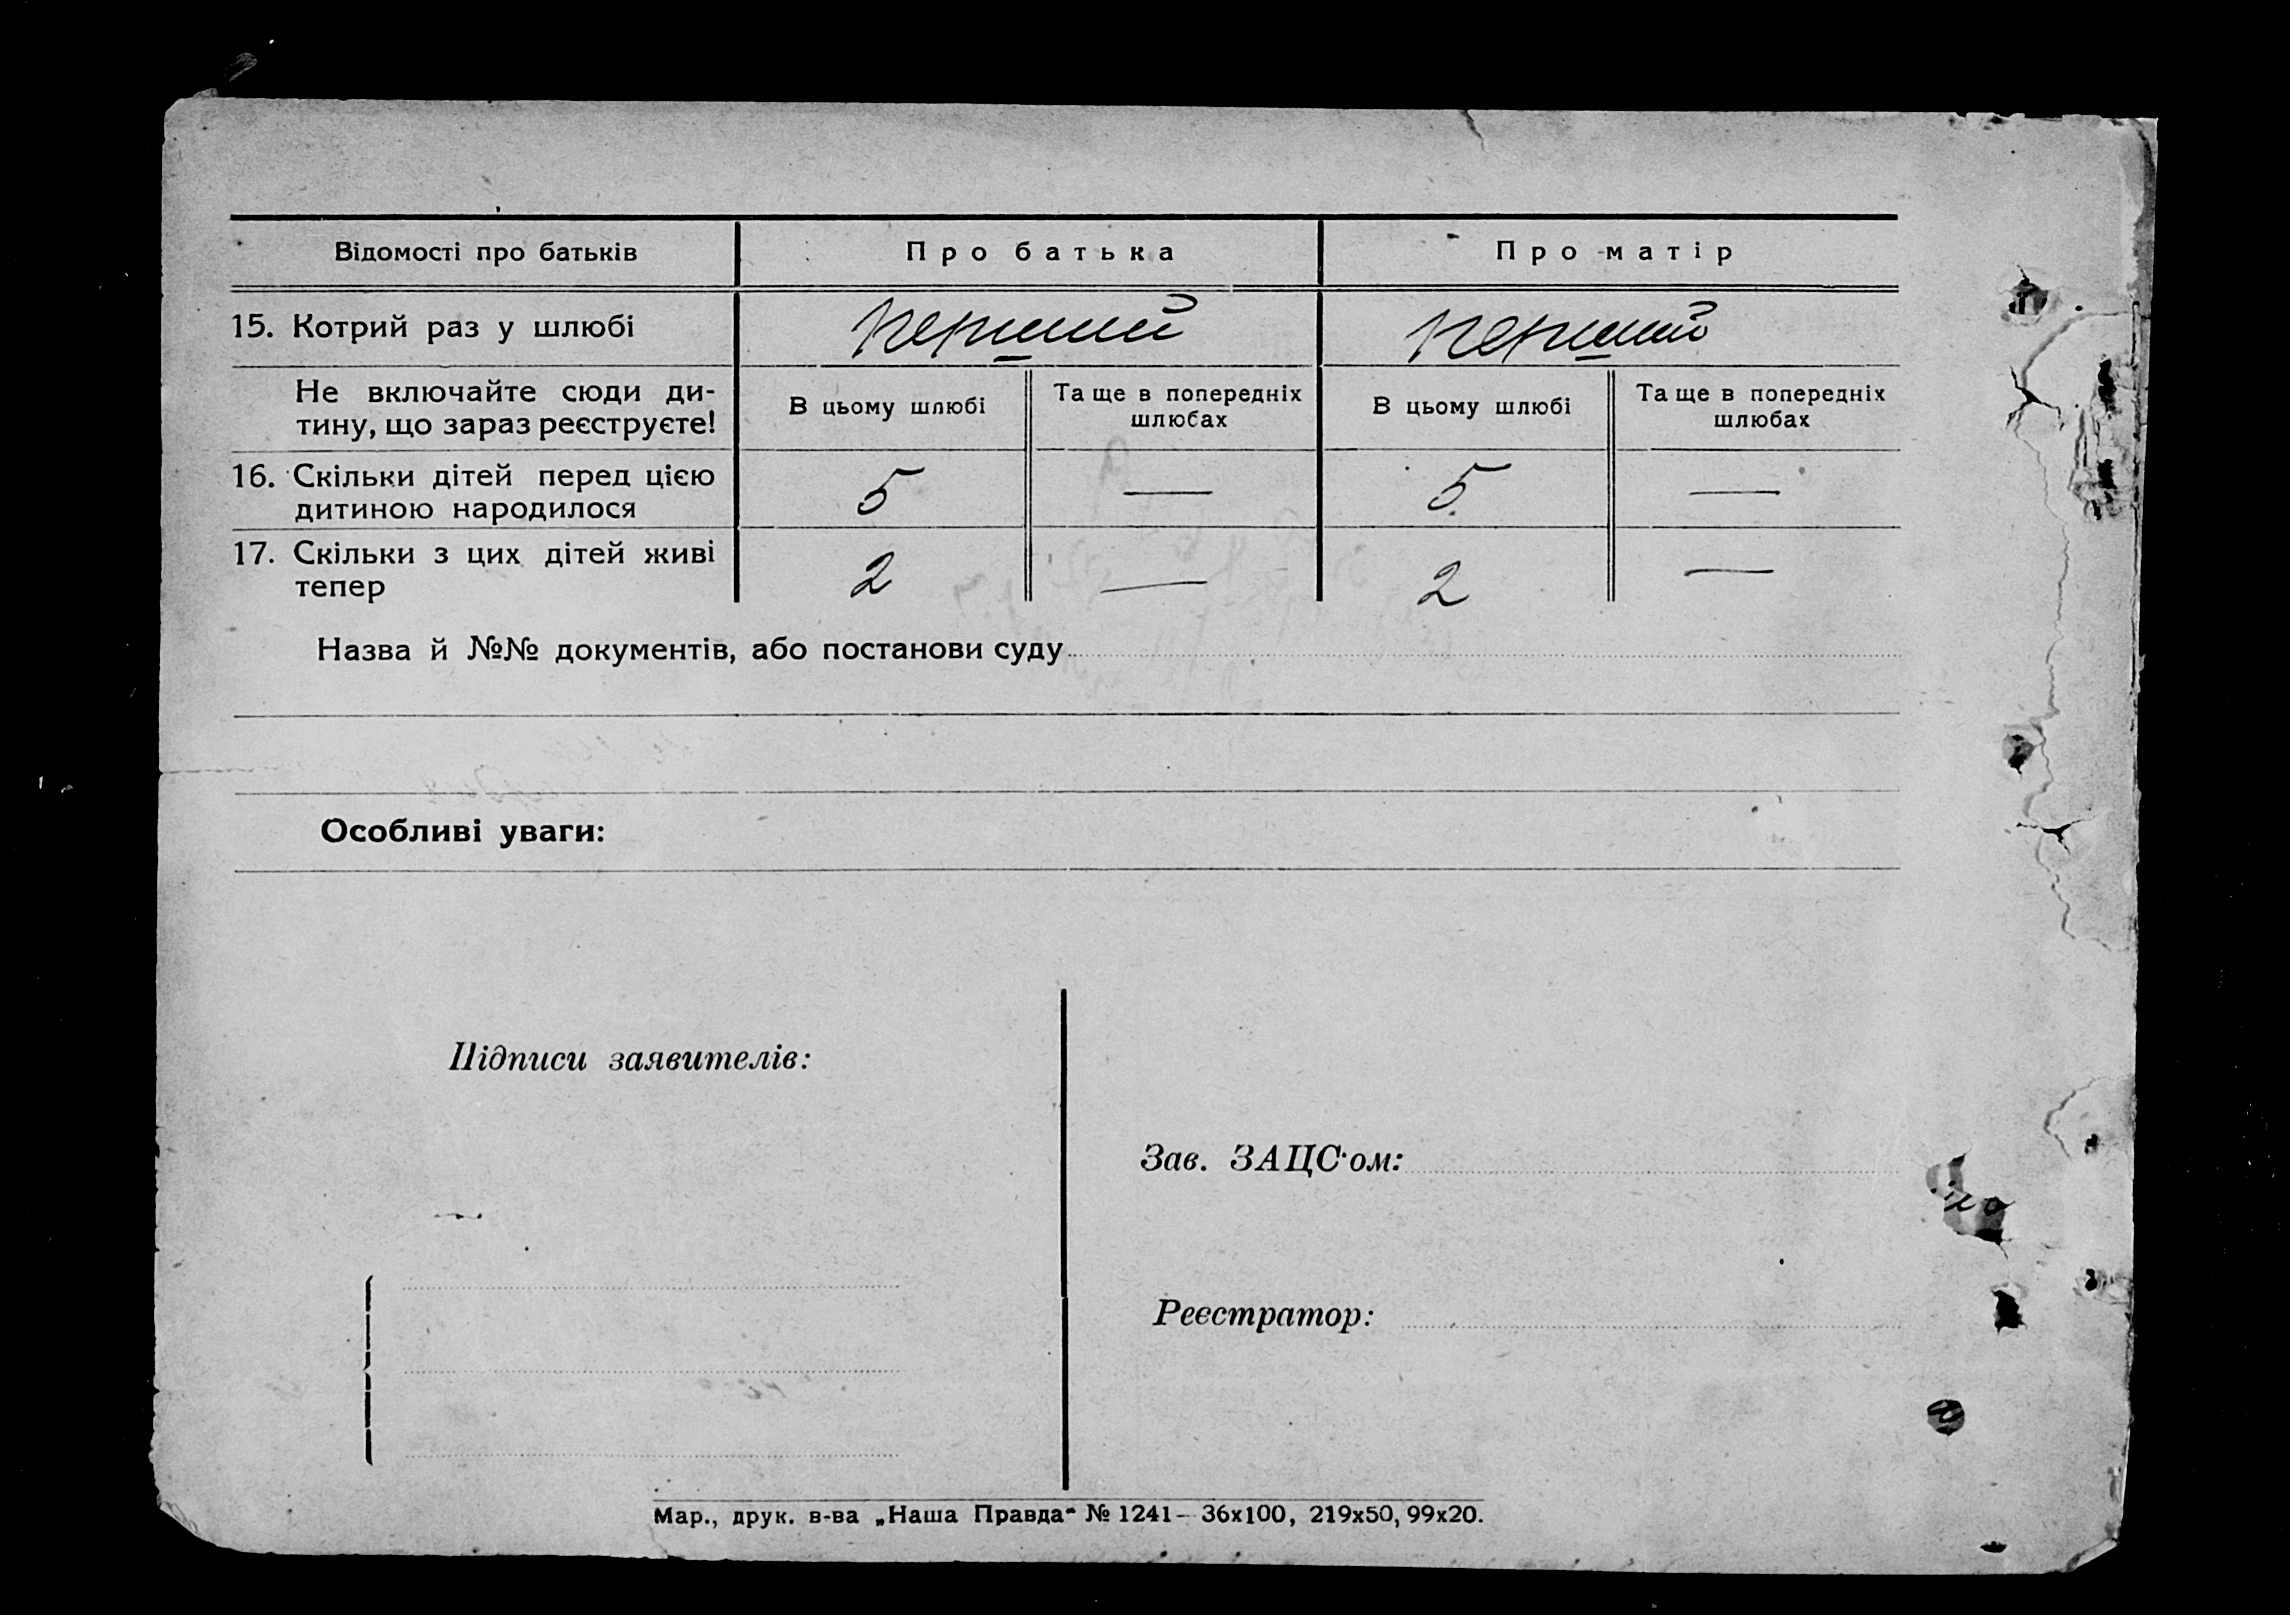 Відомості про батьків
Про батька
Про матір
15. Котрий раз у шлюбі
перший
перший
Не включайте сюди ди-
тину, що зараз реєструєте!
В цьому шлюбі
Та ще в попередніх
шлюбах
В цьому шлюбі
Та ще в попередніх
шлюбах
16. Скільки дітей перед цією
дитиною народилося
5
—
5
—
17. Скільки з цих дітей живі
тепер
2
—
2
—
Назва й №№ документів, або постанови суду
Особливі уваги:
Підписи заявителів:
Зав. ЗАЦС'ом:
Реєстратор:
Мар., друк. в-ва „Наша Правда" № 1241 — 36х100, 219х50, 99х20.